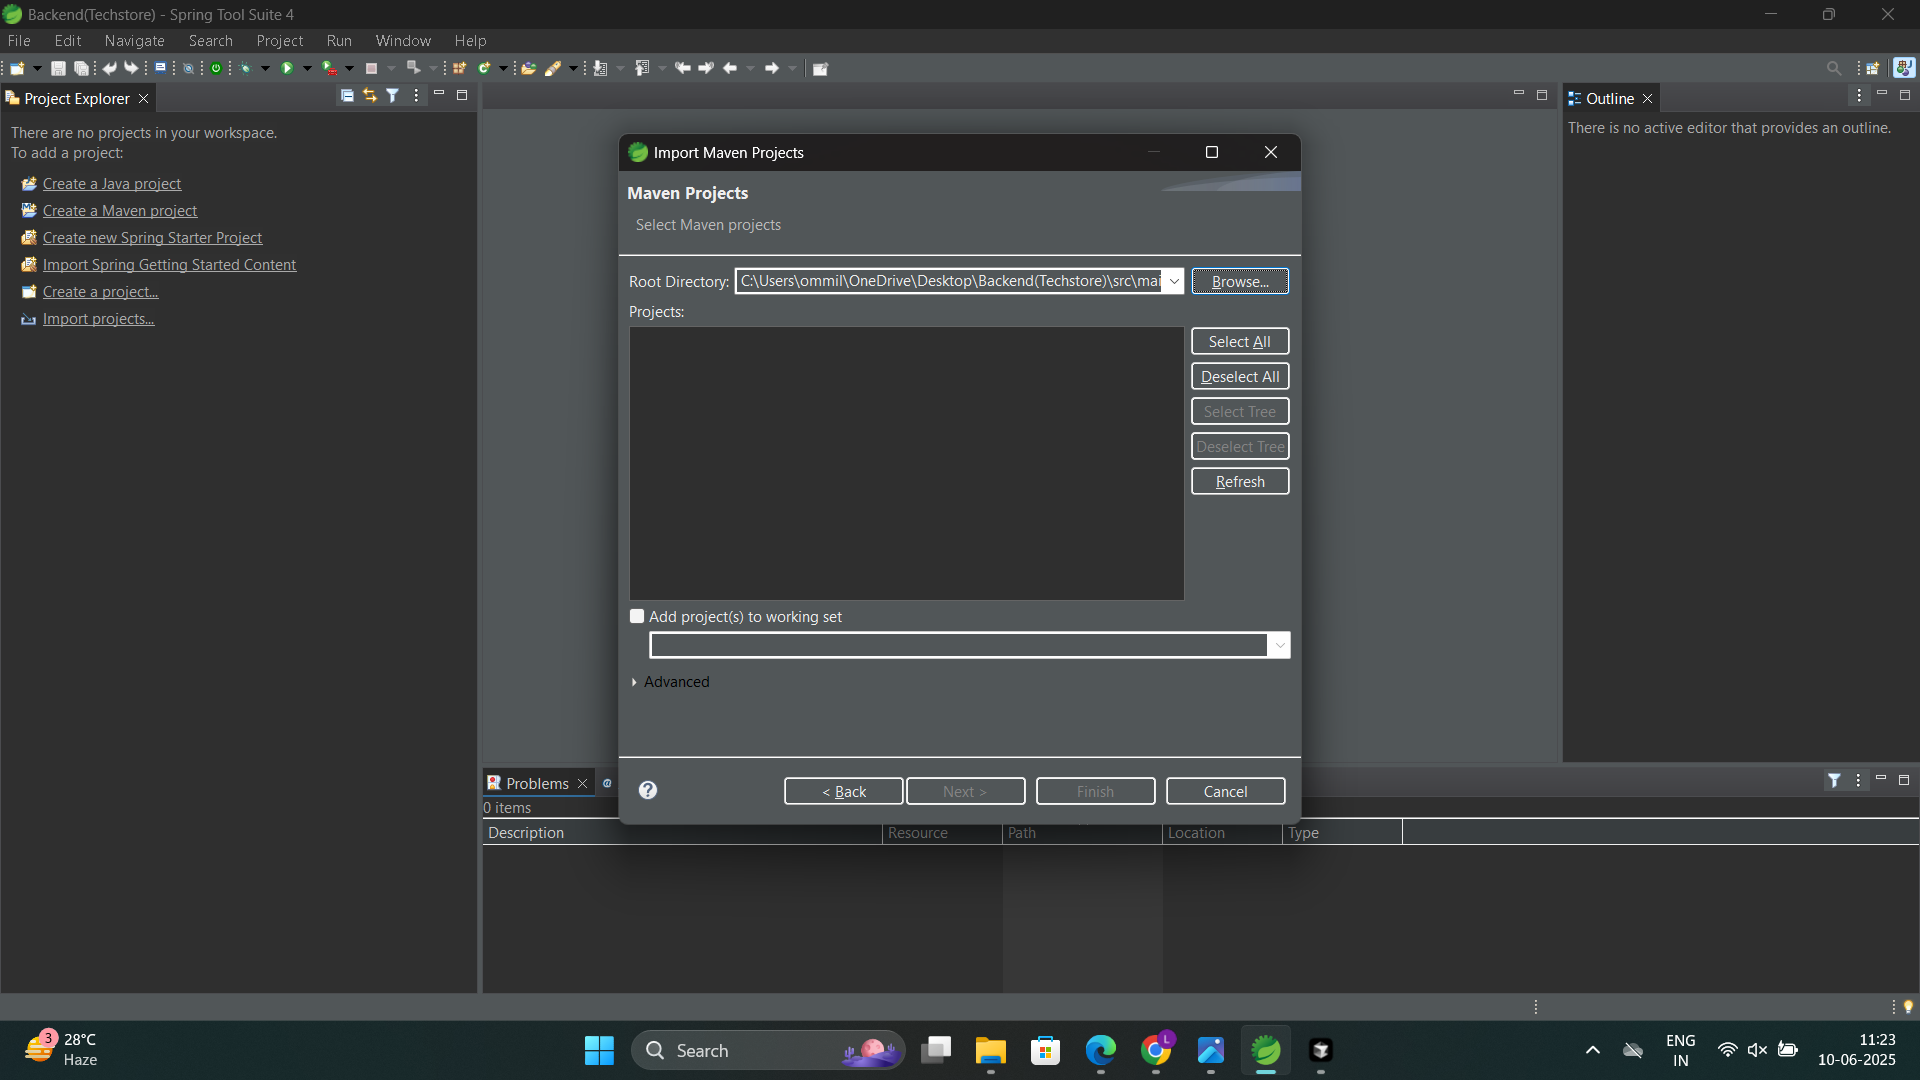 Backend(Techstore) - Spring Tool Suite 4
File Edit Navigate Search Project Run Window Help
Project Explorer
There are no projects in your workspace.
To add a project:
Create a Java project
Create a Maven project
Create new Spring Starter Project
Import Spring Getting Started Content
Create a project...
Import projects...
Outline
There is no active editor that provides an outline.
Import Maven Projects
Maven Projects
Select Maven projects
Root Directory: C:\Users\ommil\OneDrive\Desktop\Backend(Techstore)\src\mai Browse...
Projects:
Select All
Deselect All
Select Tree
Deselect Tree
Refresh
Add project(s) to working set
Advanced
? < Back Next > Finish Cancel
Problems @
0 items
Description Resource Path Location Type
3 28°C
Haze
Search
L
ENG
IN
11:23
10-06-2025